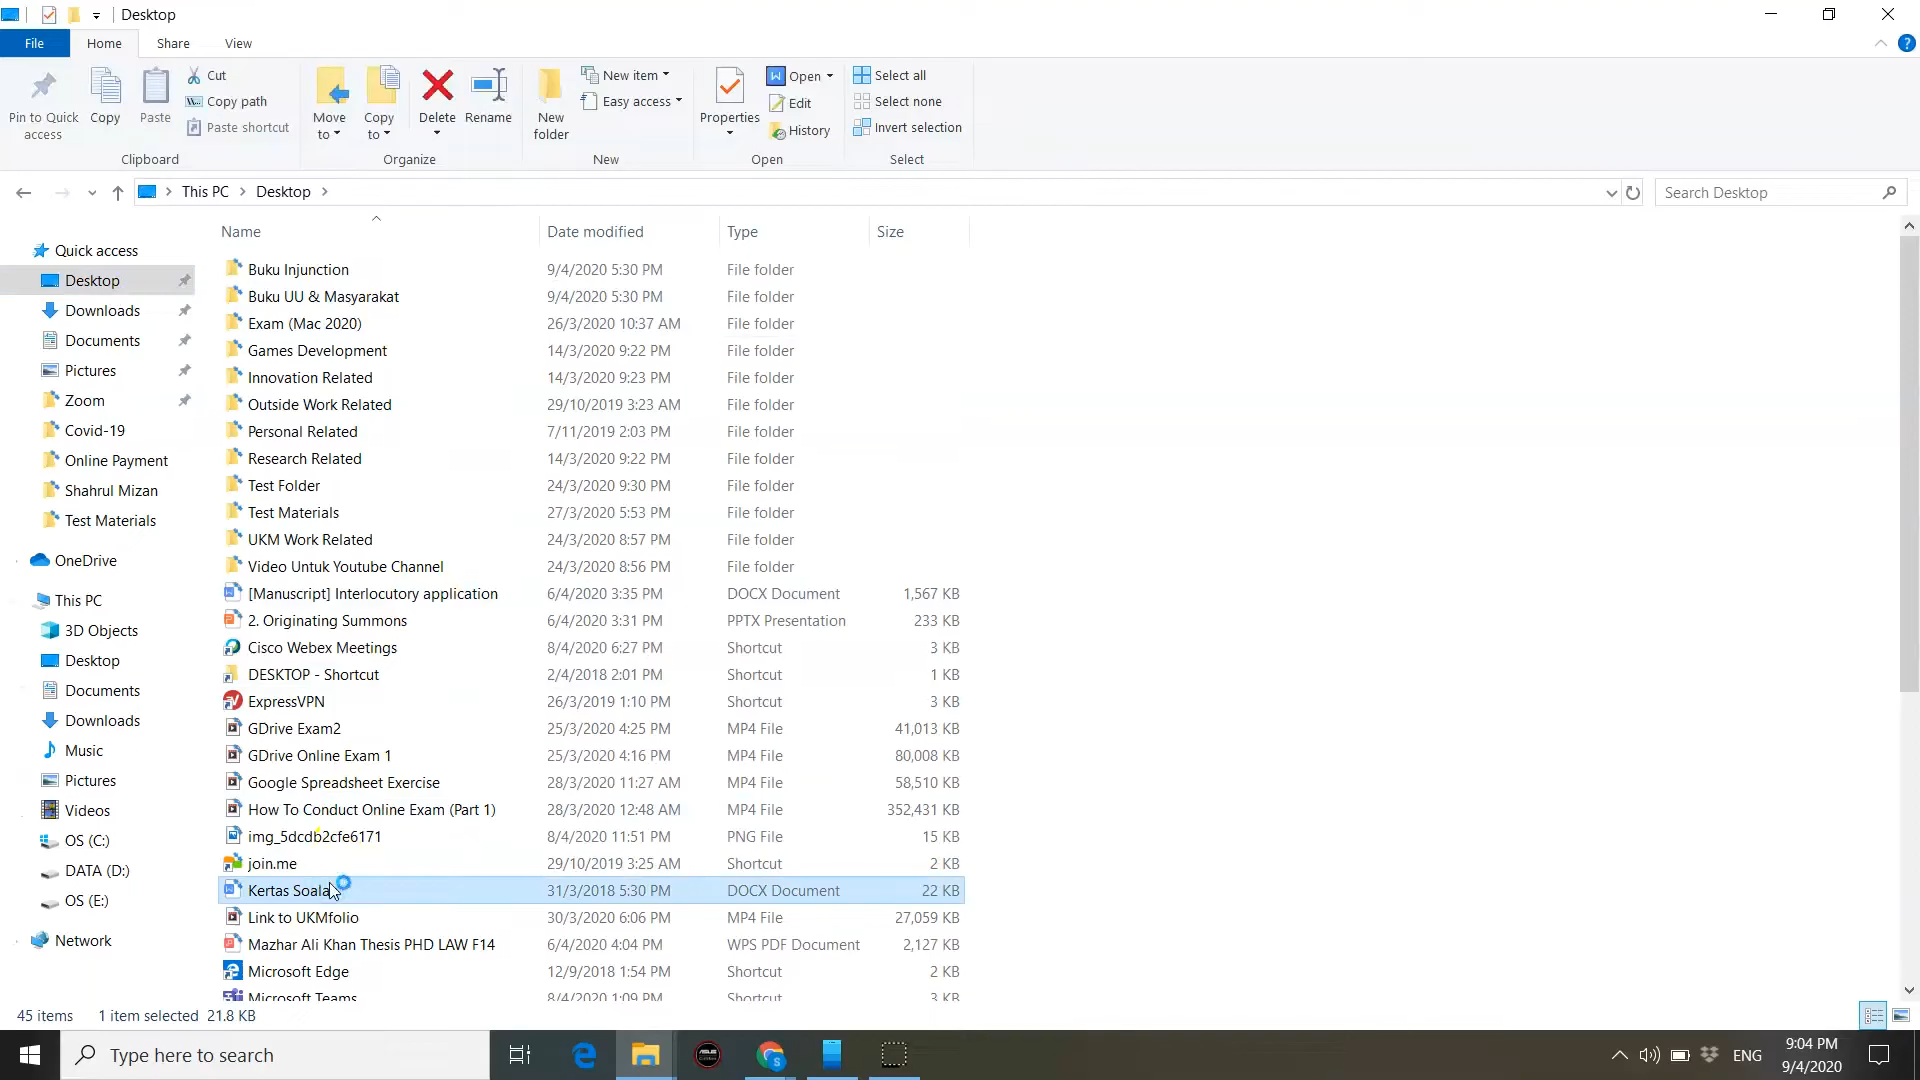 Desktop
File Home Share View
Pin to Quick access
Copy
Paste
Cut
Copy path
Paste shortcut
Clipboard
Move to
Copy to
Delete
Rename
Organize
New folder
New item
Easy access
New
Properties
Open
Edit
History
Open
Select all
Select none
Invert selection
Select
This PC Desktop
Search Desktop
Quick access
Desktop
Downloads
Documents
Pictures
Zoom
Covid-19
Online Payment
Shahrul Mizan
Test Materials
OneDrive
This PC
3D Objects
Desktop
Documents
Downloads
Music
Pictures
Videos
OS (C:)
DATA (D:)
OS (E:)
Network
Name Date modified Type Size
Buku Injunction 9/4/2020 5:30 PM File folder
Buku UU & Masyarakat 9/4/2020 5:30 PM File folder
Exam (Mac 2020) 26/3/2020 10:37 AM File folder
Games Development 14/3/2020 9:22 PM File folder
Innovation Related 14/3/2020 9:23 PM File folder
Outside Work Related 29/10/2019 3:23 AM File folder
Personal Related 7/11/2019 2:03 PM File folder
Research Related 14/3/2020 9:22 PM File folder
Test Folder 24/3/2020 9:30 PM File folder
Test Materials 27/3/2020 5:53 PM File folder
UKM Work Related 24/3/2020 8:57 PM File folder
Video Untuk Youtube Channel 24/3/2020 8:56 PM File folder
[Manuscript] Interlocutory application 6/4/2020 3:35 PM DOCX Document 1,567 KB
2. Originating Summons 6/4/2020 3:31 PM PPTX Presentation 233 KB
Cisco Webex Meetings 8/4/2020 6:27 PM Shortcut 3 KB
DESKTOP - Shortcut 2/4/2018 2:01 PM Shortcut 1 KB
ExpressVPN 26/3/2019 1:10 PM Shortcut 3 KB
GDrive Exam2 25/3/2020 4:25 PM MP4 File 41,013 KB
GDrive Online Exam 1 25/3/2020 4:16 PM MP4 File 80,008 KB
Google Spreadsheet Exercise 28/3/2020 11:27 AM MP4 File 58,510 KB
How To Conduct Online Exam (Part 1) 28/3/2020 12:48 AM MP4 File 352,431 KB
img_5dcdb2cfe6171 8/4/2020 11:51 PM PNG File 15 KB
join.me 29/10/2019 3:25 AM Shortcut 2 KB
Kertas Soala 31/3/2018 5:30 PM DOCX Document 22 KB
Link to UKMfolio 30/3/2020 6:06 PM MP4 File 27,059 KB
Mazhar Ali Khan Thesis PHD LAW F14 6/4/2020 4:04 PM WPS PDF Document 2,127 KB
Microsoft Edge 12/9/2018 1:54 PM Shortcut 2 KB
Microsoft Teams 8/4/2020 1:09 PM Shortcut 3 KB
45 items 1 item selected 21.8 KB
Type here to search
ENG
9:04 PM
9/4/2020